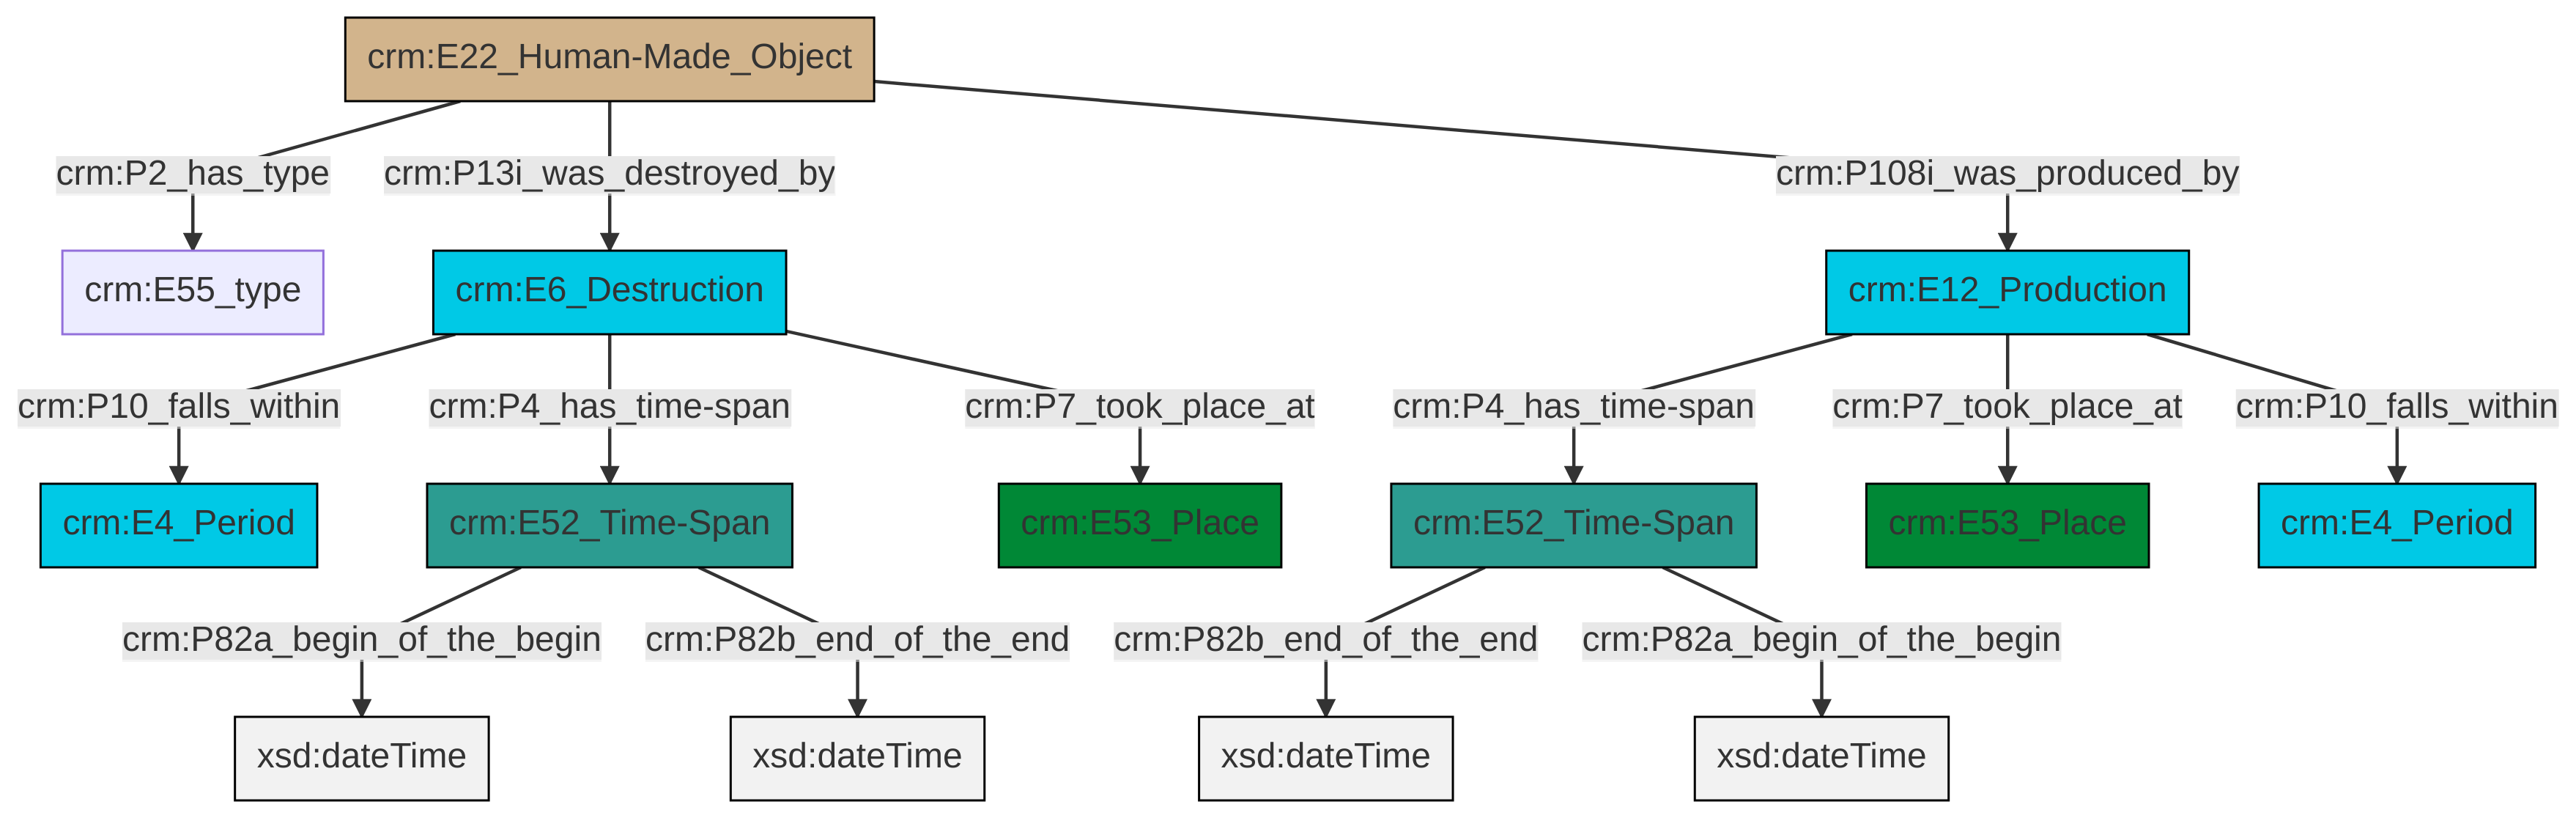 crm:E22_Human-Made_Object
crm:P2_has_type
crm:P13i_was_destroyed_by
crm:P108i_was_produced_by
crm:E55_type
crm:E6_Destruction
crm:E12_Production
crm:P10_falls_within
crm:P4_has_time-span
crm:P7_took_place_at
crm:P4_has_time-span
crm:P7_took_place_at
crm:P10_falls_within
crm:E4_Period
crm:E52_Time-Span
crm:E53_Place
crm:E52_Time-Span
crm:E53_Place
crm:E4_Period
crm:P82a_begin_of_the_begin
crm:P82b_end_of_the_end
crm:P82b_end_of_the_end
crm:P82a_begin_of_the_begin
xsd:dateTime
xsd:dateTime
xsd:dateTime
xsd:dateTime